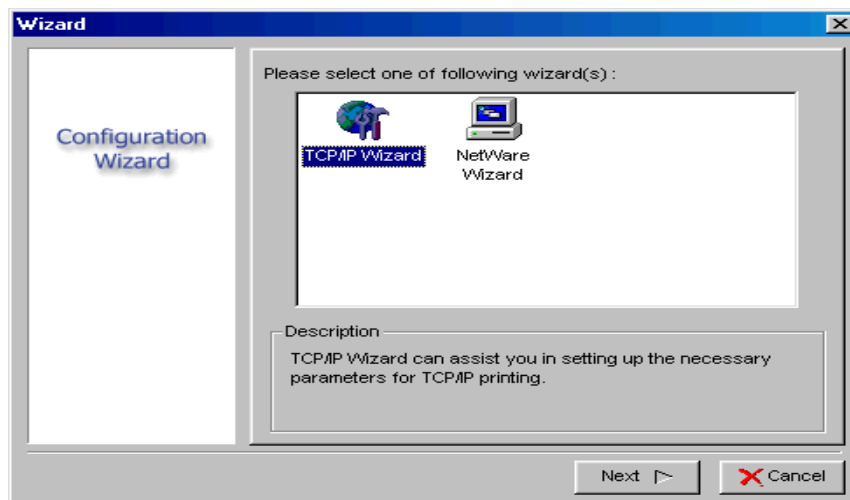 Wizard
Configuration
Wizard
Please select one of following wizard(s) :
TCP/IP Wizard
NetWare
Wizard
Description
TCP/IP Wizard can assist you in setting up the necessary
parameters for TCP/IP printing.
Next
Cancel